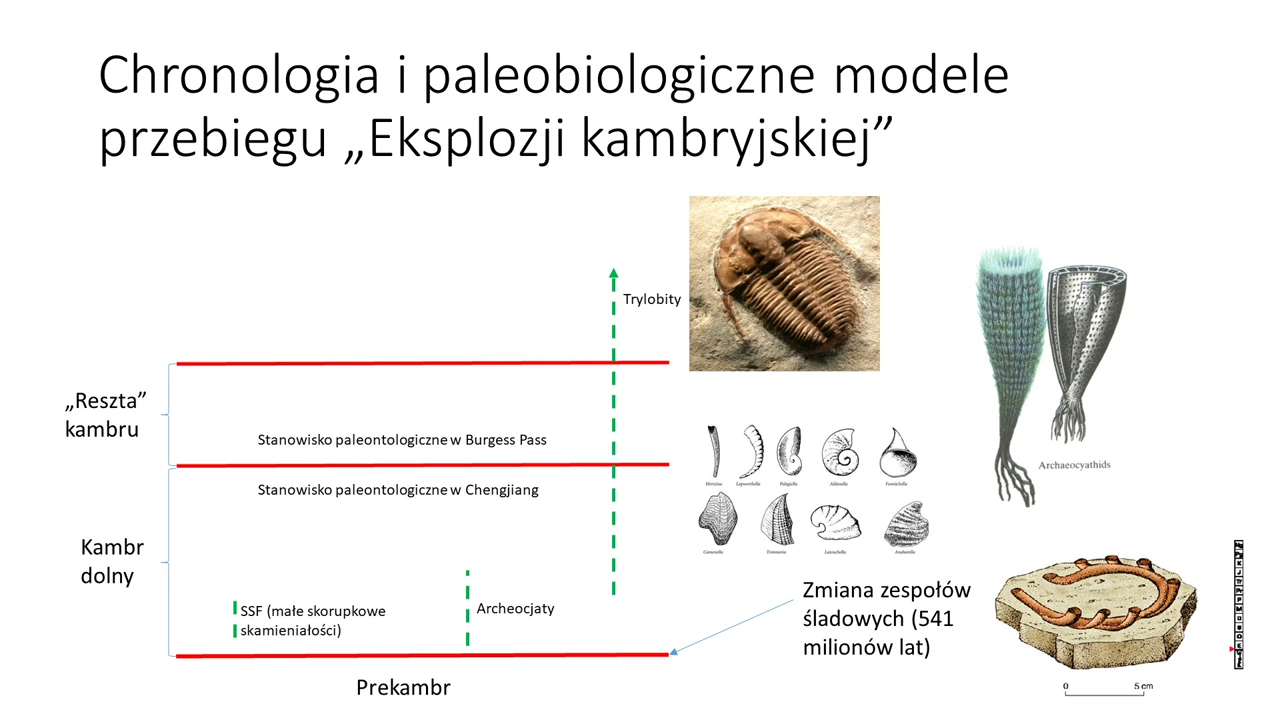 Chronologia i paleobiologiczne modele
przebiegu „Eksplozji kambryjskiej”
Trylobity
„Reszta”
kambru
Stanowisko paleontologiczne w Burgess Pass
Stanowisko paleontologiczne w Chengjiang
Kambr
dolny
SSF (małe skorupkowe
skamieniałości)
Archeocjaty
Prekambr
Archaeocyathids
Zmiana zespołów
śladowych (541
milionów lat)
0 5 cm